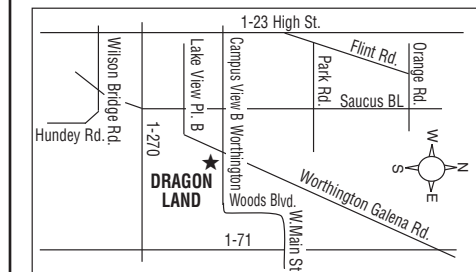 1-23 High St.
Flint Rd.
Orange Rd.
Wilson Bridge Rd.
Lake View Pl. B
Campus View B Worthington
Park Rd.
Saucus BL
Hundey Rd.
1-270
W
N
S
E
DRAGON
LAND
Woods Blvd.
Worthington Galena Rd.
W.Main St
1-71